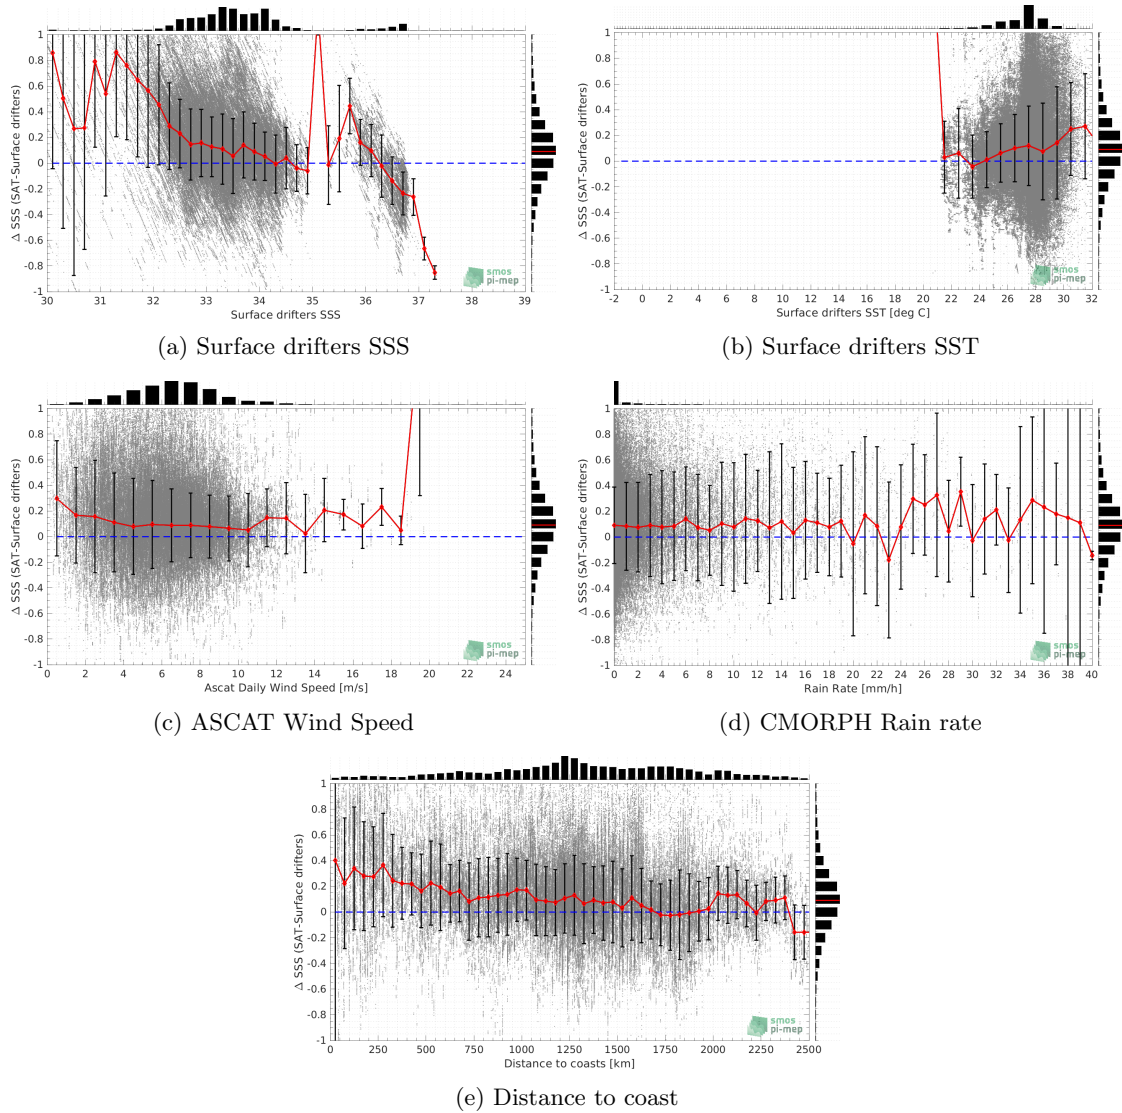 Δ SSS (SAT-Surface drifters)
1
0.8
0.6
0.4
0.2
0
-0.2
-0.4
-0.6
-0.8
-1
30 31 32 33 34 35 36 37 38 39
Surface drifters SSS
smos
pi-mep
(a) Surface drifters SSS
Δ SSS (SAT-Surface drifters)
1
0.8
0.6
0.4
0.2
0
-0.2
-0.4
-0.6
-0.8
-1
-2 0 2 4 6 8 10 12 14 16 18 20 22 24 26 28 30 32
Surface drifters SST [deg C]
smos
pi-mep
(b) Surface drifters SST
Δ SSS (SAT-Surface drifters)
1
0.8
0.6
0.4
0.2
0
-0.2
-0.4
-0.6
-0.8
-1
0 2 4 6 8 10 12 14 16 18 20 22 24
Ascat Daily Wind Speed [m/s]
smos
pi-mep
(c) ASCAT Wind Speed
Δ SSS (SAT-Surface drifters)
1
0.8
0.6
0.4
0.2
0
-0.2
-0.4
-0.6
-0.8
-1
0 2 4 6 8 10 12 14 16 18 20 22 24 26 28 30 32 34 36 38 40
Rain Rate [mm/h]
smos
pi-mep
(d) CMORPH Rain rate
Δ SSS (SAT-Surface drifters)
1
0.8
0.6
0.4
0.2
0
-0.2
-0.4
-0.6
-0.8
-1
0 250 500 750 1000 1250 1500 1750 2000 2250 2500
Distance to coasts [km]
smos
pi-mep
(e) Distance to coast